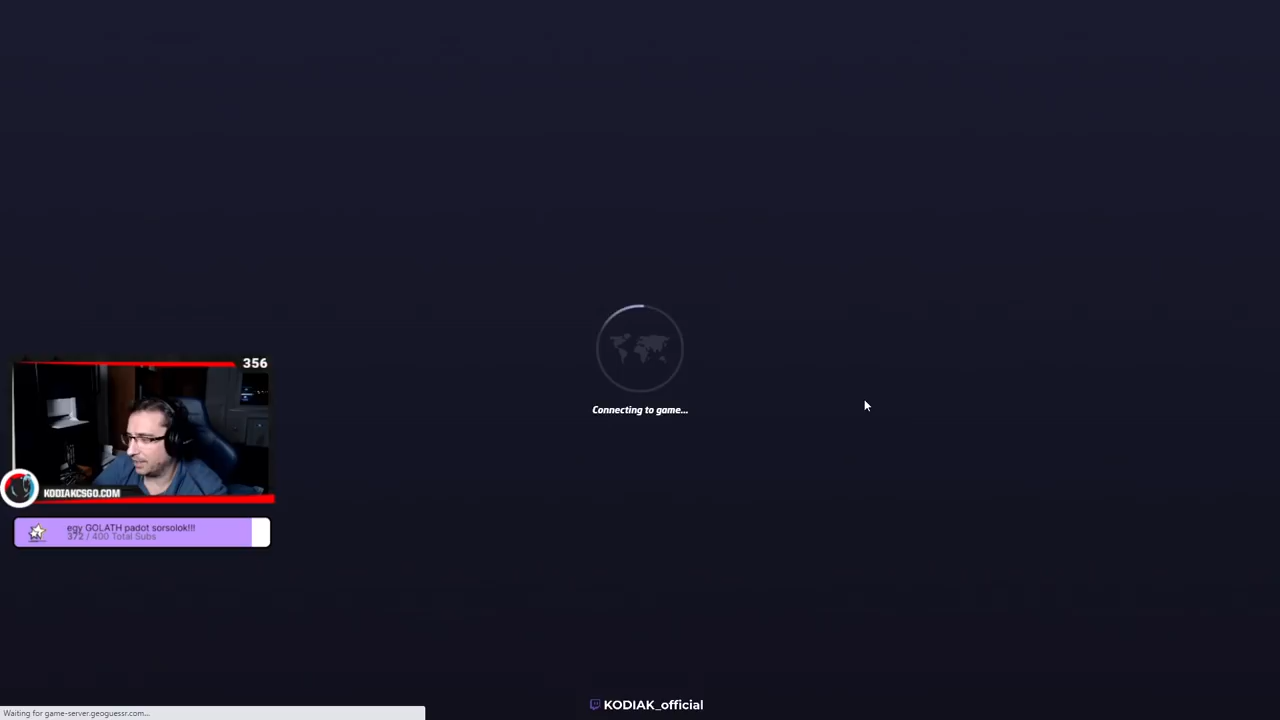 356
Connecting to game...
KODIAKCSGO.COM
egy GOLATH padot sorsolok!!!
372 / 400 Total Subs
KODIAK_official
Waiting for game-server.geoguessr.com...